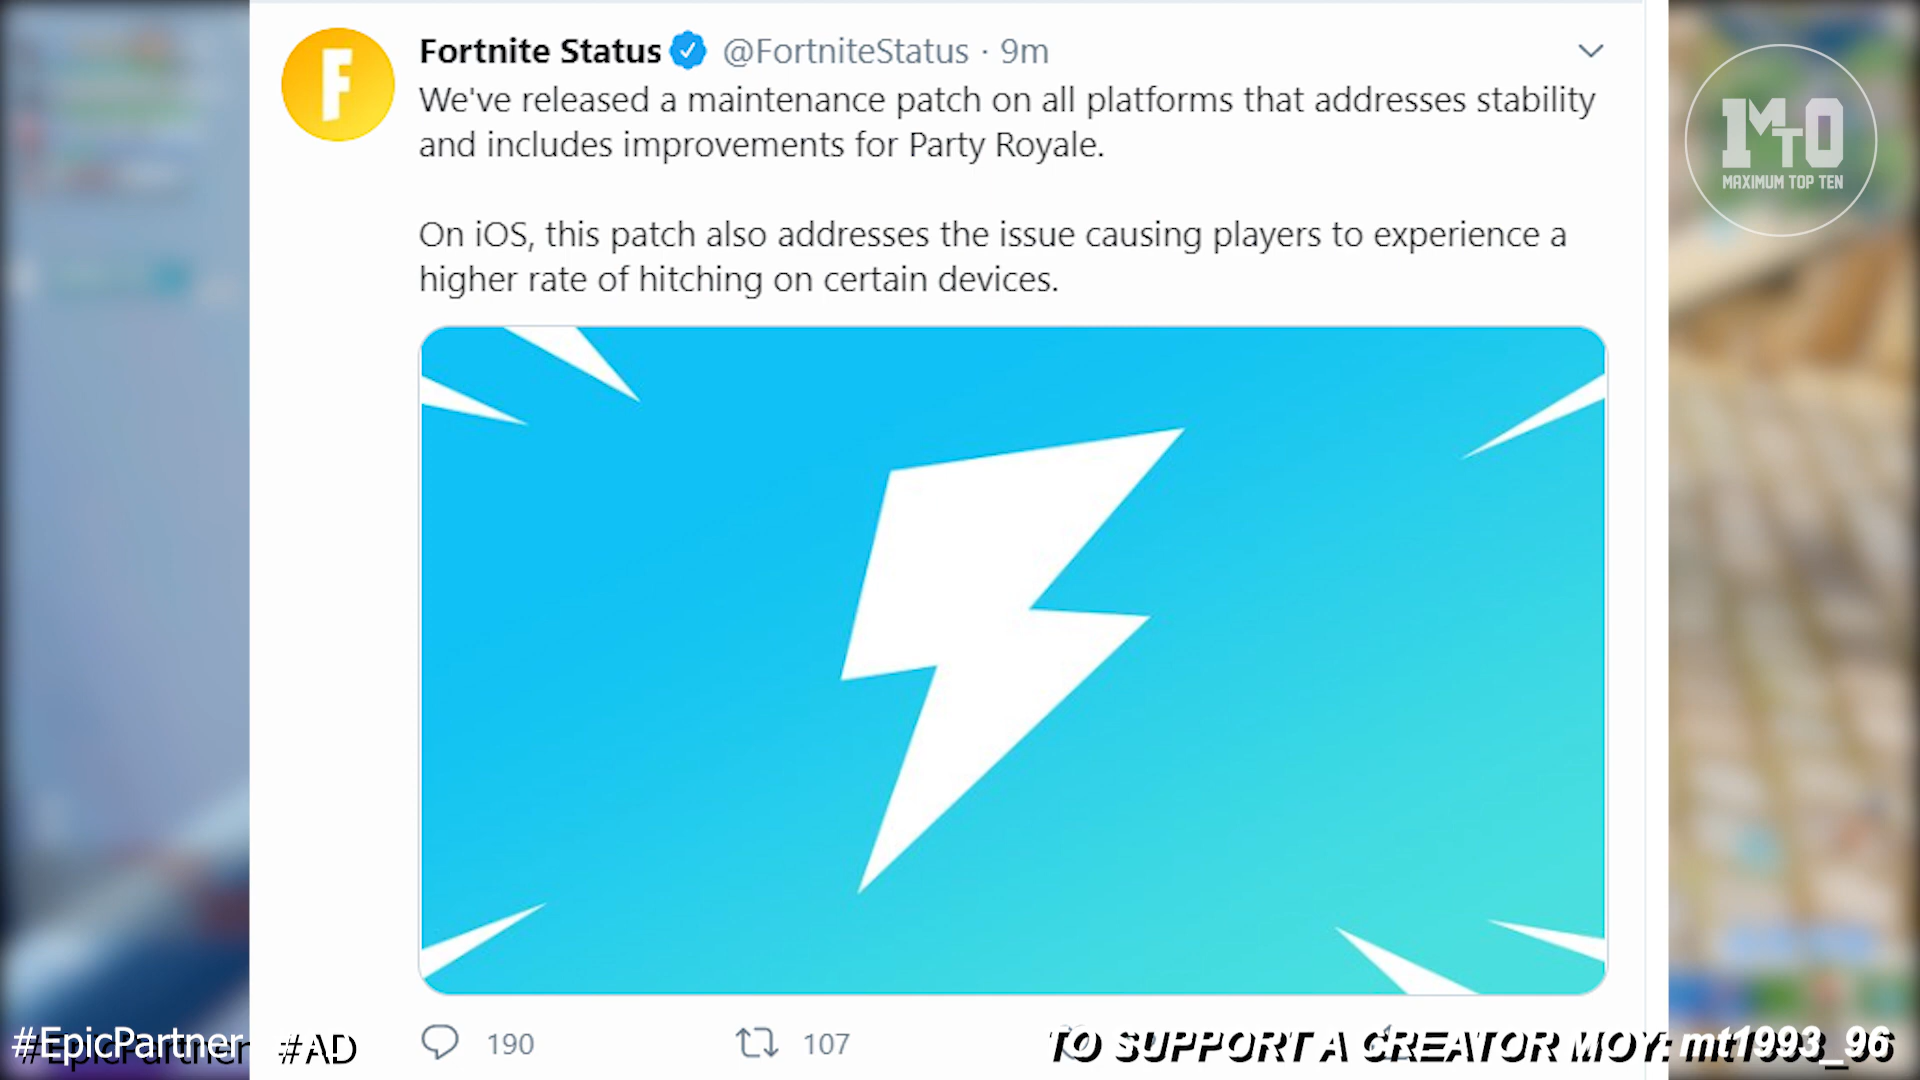 Fortnite Status @FortniteStatus · 9m
We've released a maintenance patch on all platforms that addresses stability
and includes improvements for Party Royale.
On iOS, this patch also addresses the issue causing players to experience a
higher rate of hitching on certain devices.
1MTO
MAXIMUM TOP TEN
190 107
#EpicPartner #AD
TO SUPPORT A CREATOR MOY: mt1993_96